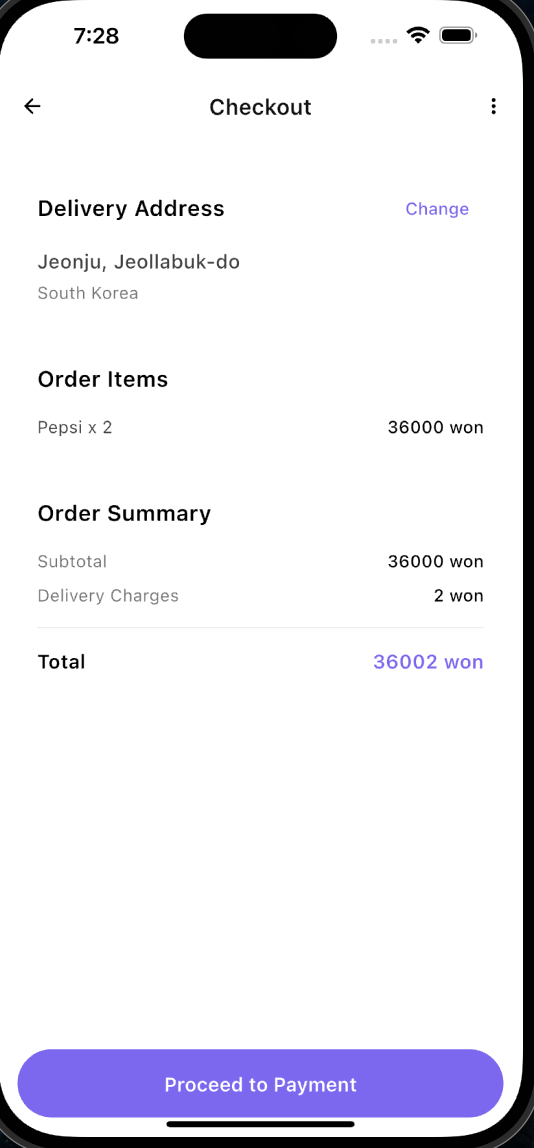 7:28
Checkout
Delivery Address Change
Jeonju, Jeollabuk-do
South Korea
Order Items
Pepsi x 2 36000 won
Order Summary
Subtotal 36000 won
Delivery Charges 2 won
Total 36002 won
Proceed to Payment